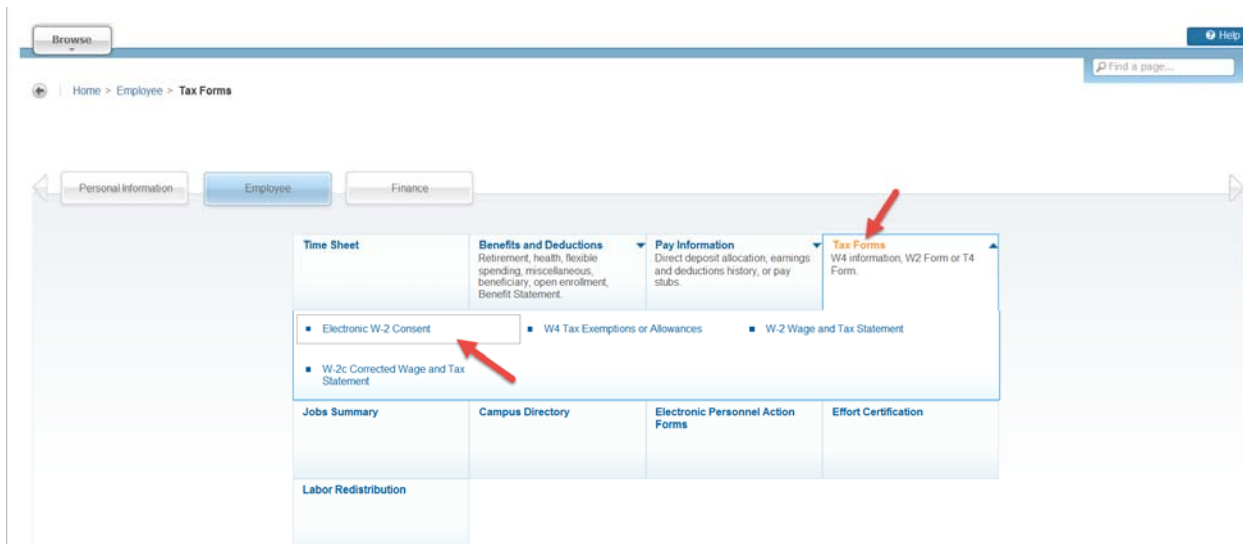 Browse
Help
Find a page...
Home > Employee > Tax Forms
Personal Information
Employee
Finance
Time Sheet
Benefits and Deductions
Retirement, health, flexible
spending, miscellaneous,
beneficiary, open enrollment,
Benefit Statement.
Pay Information
Direct deposit allocation, earnings
and deductions history, or pay
stubs.
Tax Forms
W4 information, W2 Form or T4
Form.
Electronic W-2 Consent
W4 Tax Exemptions or Allowances
W-2 Wage and Tax Statement
W-2c Corrected Wage and Tax
Statement
Jobs Summary
Campus Directory
Electronic Personnel Action
Forms
Effort Certification
Labor Redistribution